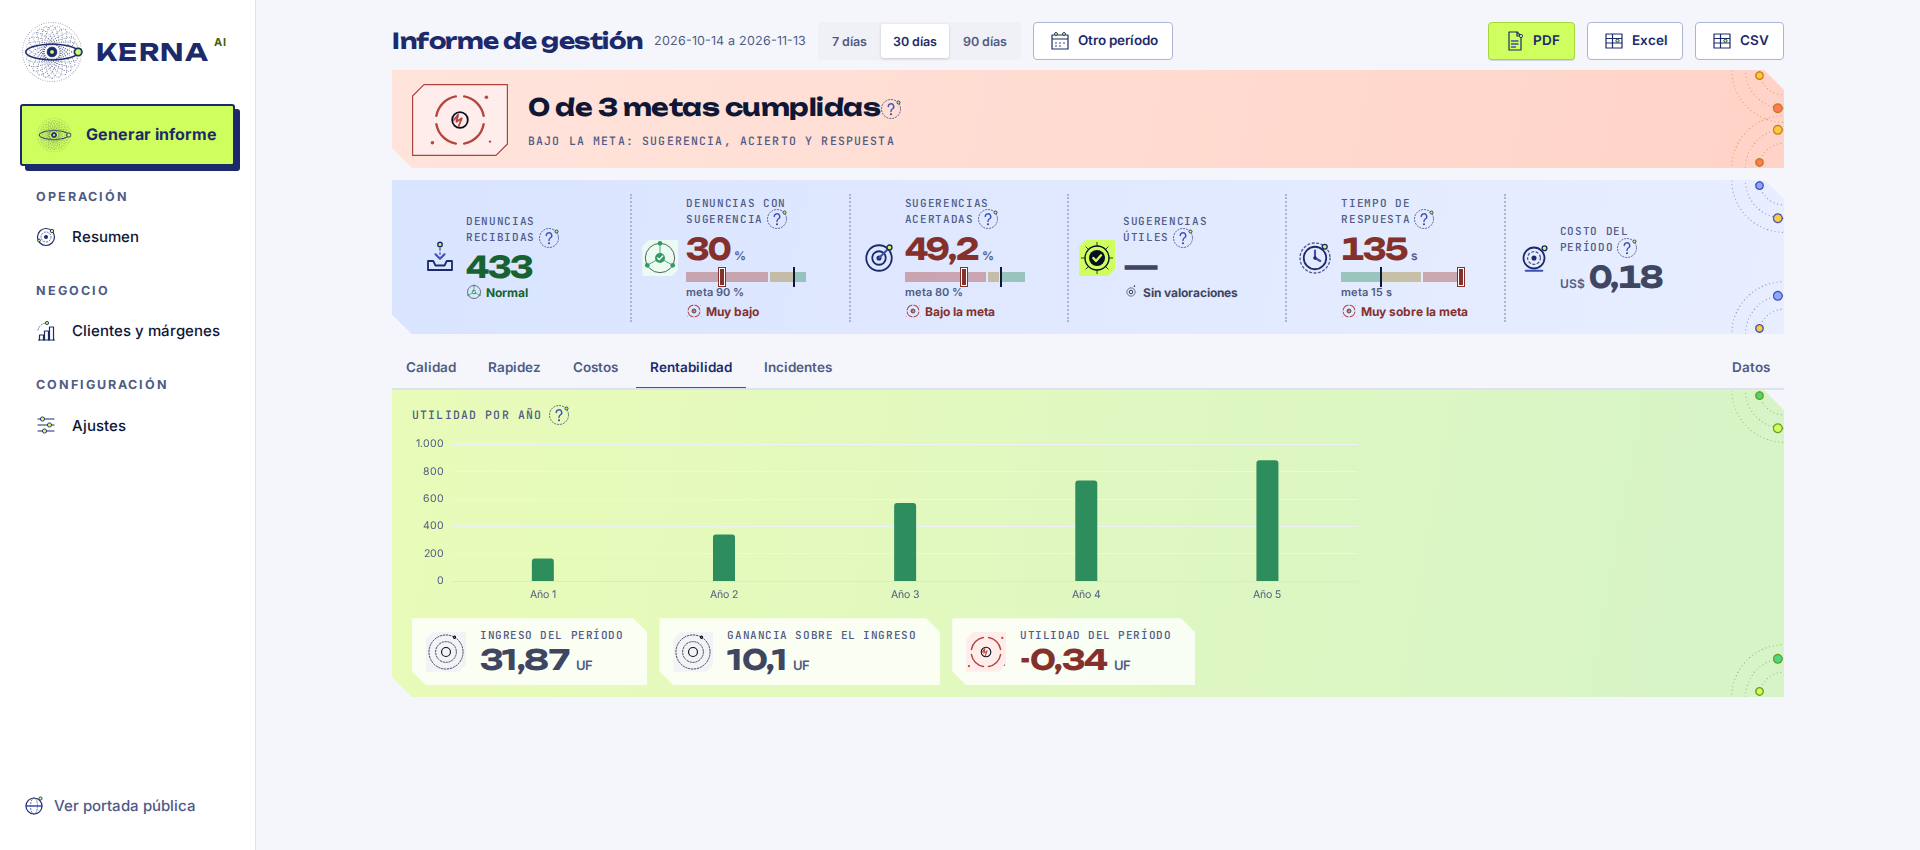 KERNA AI
Generar informe
OPERACIÓN
Resumen
NEGOCIO
Clientes y márgenes
CONFIGURACIÓN
Ajustes
Ver portada pública
Informe de gestión
2026-10-14 a 2026-11-13
7 días
30 días
90 días
Otro período
PDF
Excel
CSV
0 de 3 metas cumplidas ?
BAJO LA META: SUGERENCIA, ACIERTO Y RESPUESTA
DENUNCIAS
RECIBIDAS ?
433
Normal
DENUNCIAS CON
SUGERENCIA ?
30 %
meta 90 %
Muy bajo
SUGERENCIAS
ACERTADAS ?
49,2 %
meta 80 %
Bajo la meta
SUGERENCIAS
ÚTILES ?
—
Sin valoraciones
TIEMPO DE
RESPUESTA ?
135 s
meta 15 s
Muy sobre la meta
COSTO DEL
PERÍODO ?
US$ 0,18
Calidad
Rapidez
Costos
Rentabilidad
Incidentes
Datos
UTILIDAD POR AÑO ?
1.000
800
600
400
200
0
Año 1
Año 2
Año 3
Año 4
Año 5
INGRESO DEL PERÍODO
31,87 UF
GANANCIA SOBRE EL INGRESO
10,1 UF
UTILIDAD DEL PERÍODO
-0,34 UF